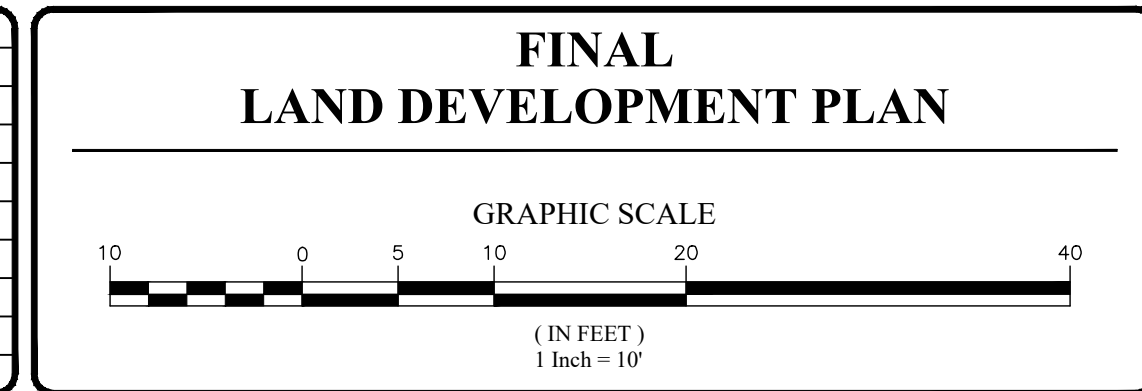 FINAL
LAND DEVELOPMENT PLAN
GRAPHIC SCALE
10 0 5 10 20 40
( IN FEET )
1 Inch = 10'